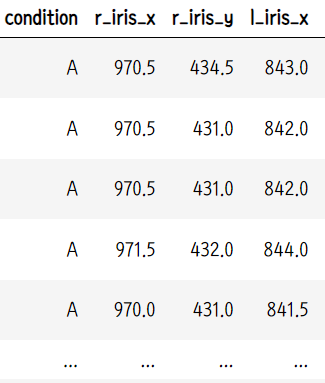 condition r_iris_x r_iris_y l_iris_x
A 970.5 434.5 843.0
A 970.5 431.0 842.0
A 970.5 431.0 842.0
A 971.5 432.0 844.0
A 970.0 431.0 841.5
... ... ... ...